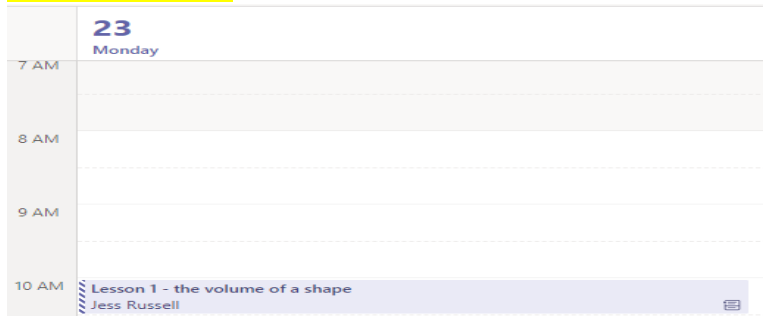 23
Monday
7 AM
8 AM
9 AM
10 AM
Lesson 1 - the volume of a shape
Jess Russell